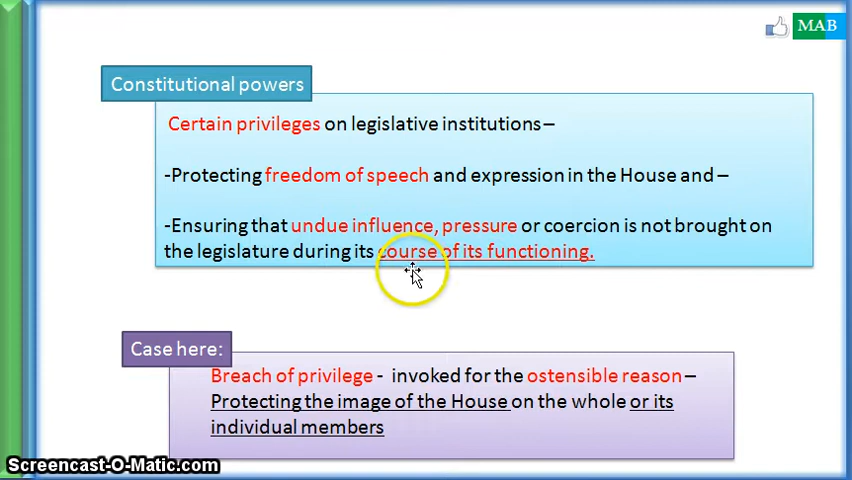 MAB
Constitutional powers
Certain privileges on legislative institutions –
-Protecting freedom of speech and expression in the House and –
-Ensuring that undue influence, pressure or coercion is not brought on
the legislature during its course of its functioning.
Case here:
Breach of privilege - invoked for the ostensible reason –
Protecting the image of the House on the whole or its
individual members
Screencast-O-Matic.com